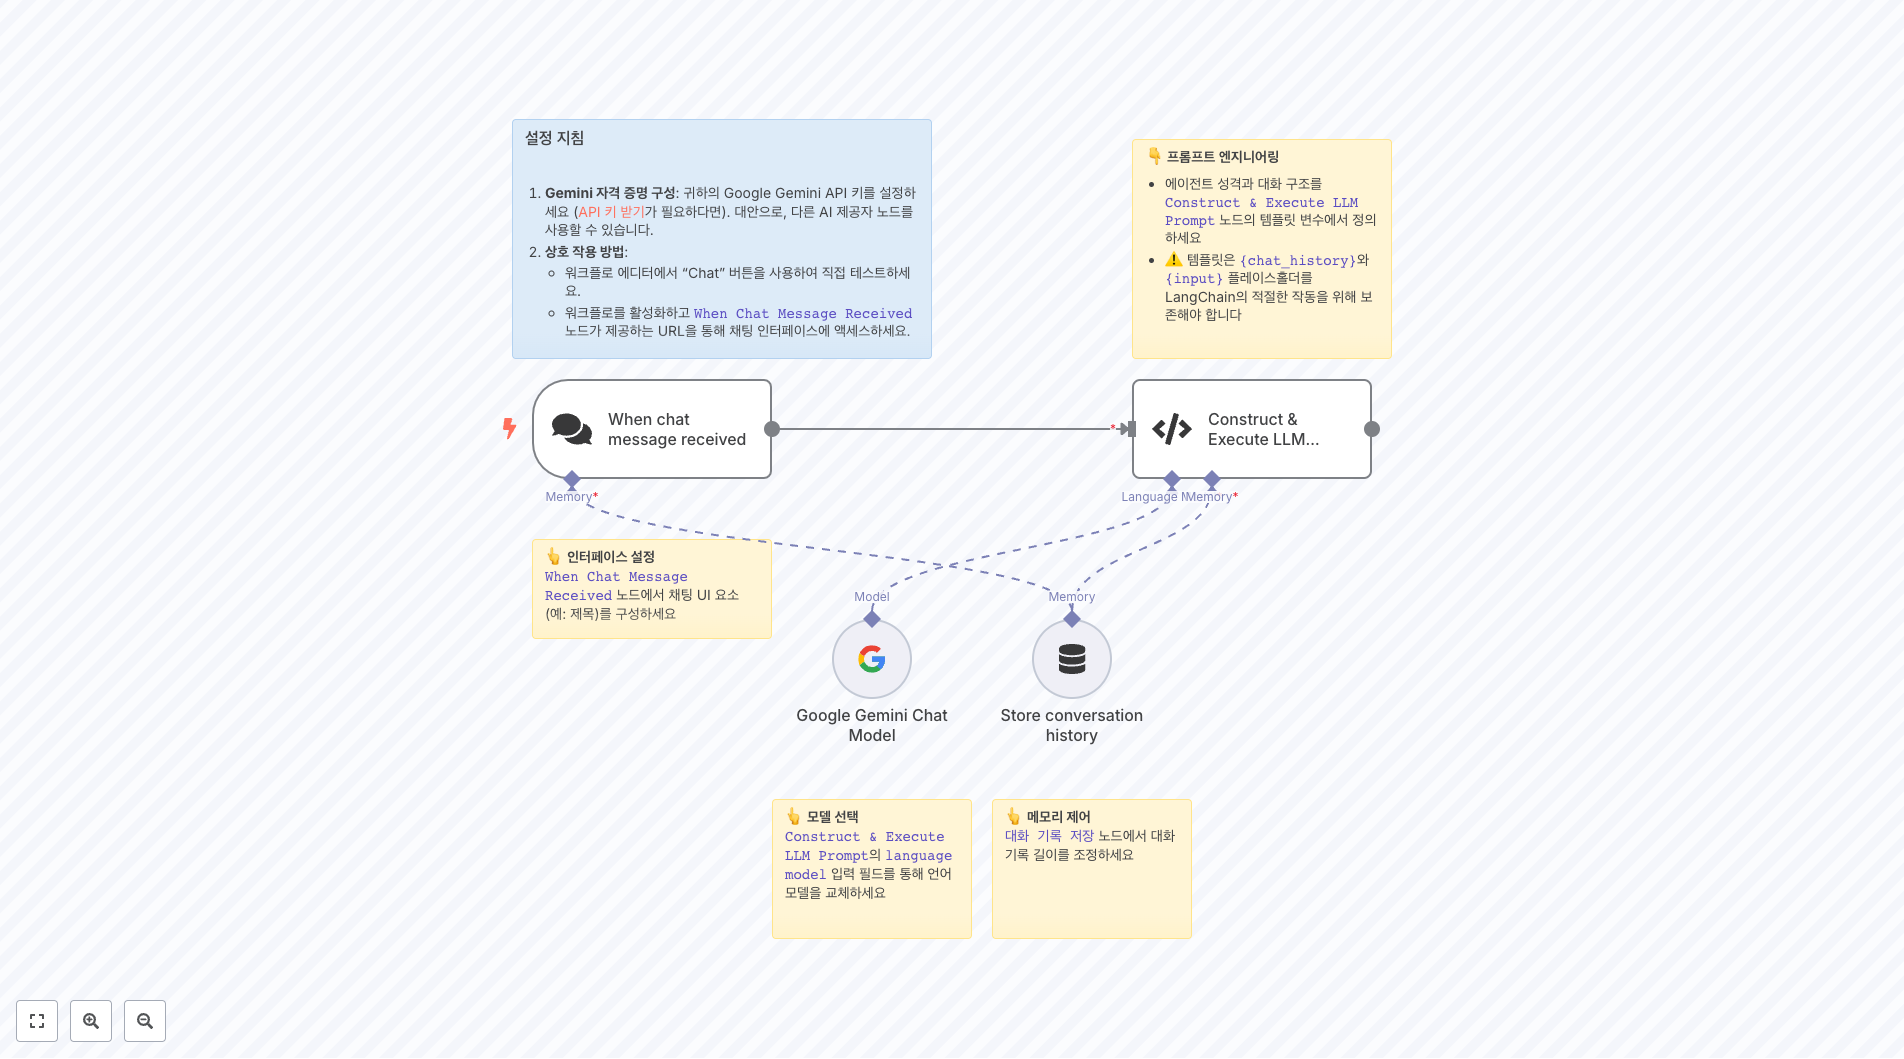 설정 지침
1. Gemini 자격 증명 구성: 귀하의 Google Gemini API 키를 설정하
세요 (API 키 받기가 필요하다면). 대안으로, 다른 AI 제공자 노드를
사용할 수 있습니다.
2. 상호 작용 방법:
워크플로 에디터에서 “Chat” 버튼을 사용하여 직접 테스트하세
요.
워크플로를 활성화하고 When Chat Message Received
노드가 제공하는 URL을 통해 채팅 인터페이스에 액세스하세요.
👇 프롬프트 엔지니어링
• 에이전트 성격과 대화 구조를
Construct & Execute LLM
Prompt 노드의 템플릿 변수에서 정의
하세요
• ⚠️ 템플릿은 {chat_history}와
{input} 플레이스홀더를
LangChain의 적절한 작동을 위해 보
존해야 합니다
When chat
message received
Construct &
Execute LLM...
*
Memory*
Language M
Memory*
👆 인터페이스 설정
When Chat Message
Received 노드에서 채팅 UI 요소
(예: 제목)를 구성하세요
Model
Memory
Google Gemini Chat
Model
Store conversation
history
👆 모델 선택
Construct & Execute
LLM Prompt의 language
model 입력 필드를 통해 언어
모델을 교체하세요
👆 메모리 제어
대화 기록 저장 노드에서 대화
기록 길이를 조정하세요